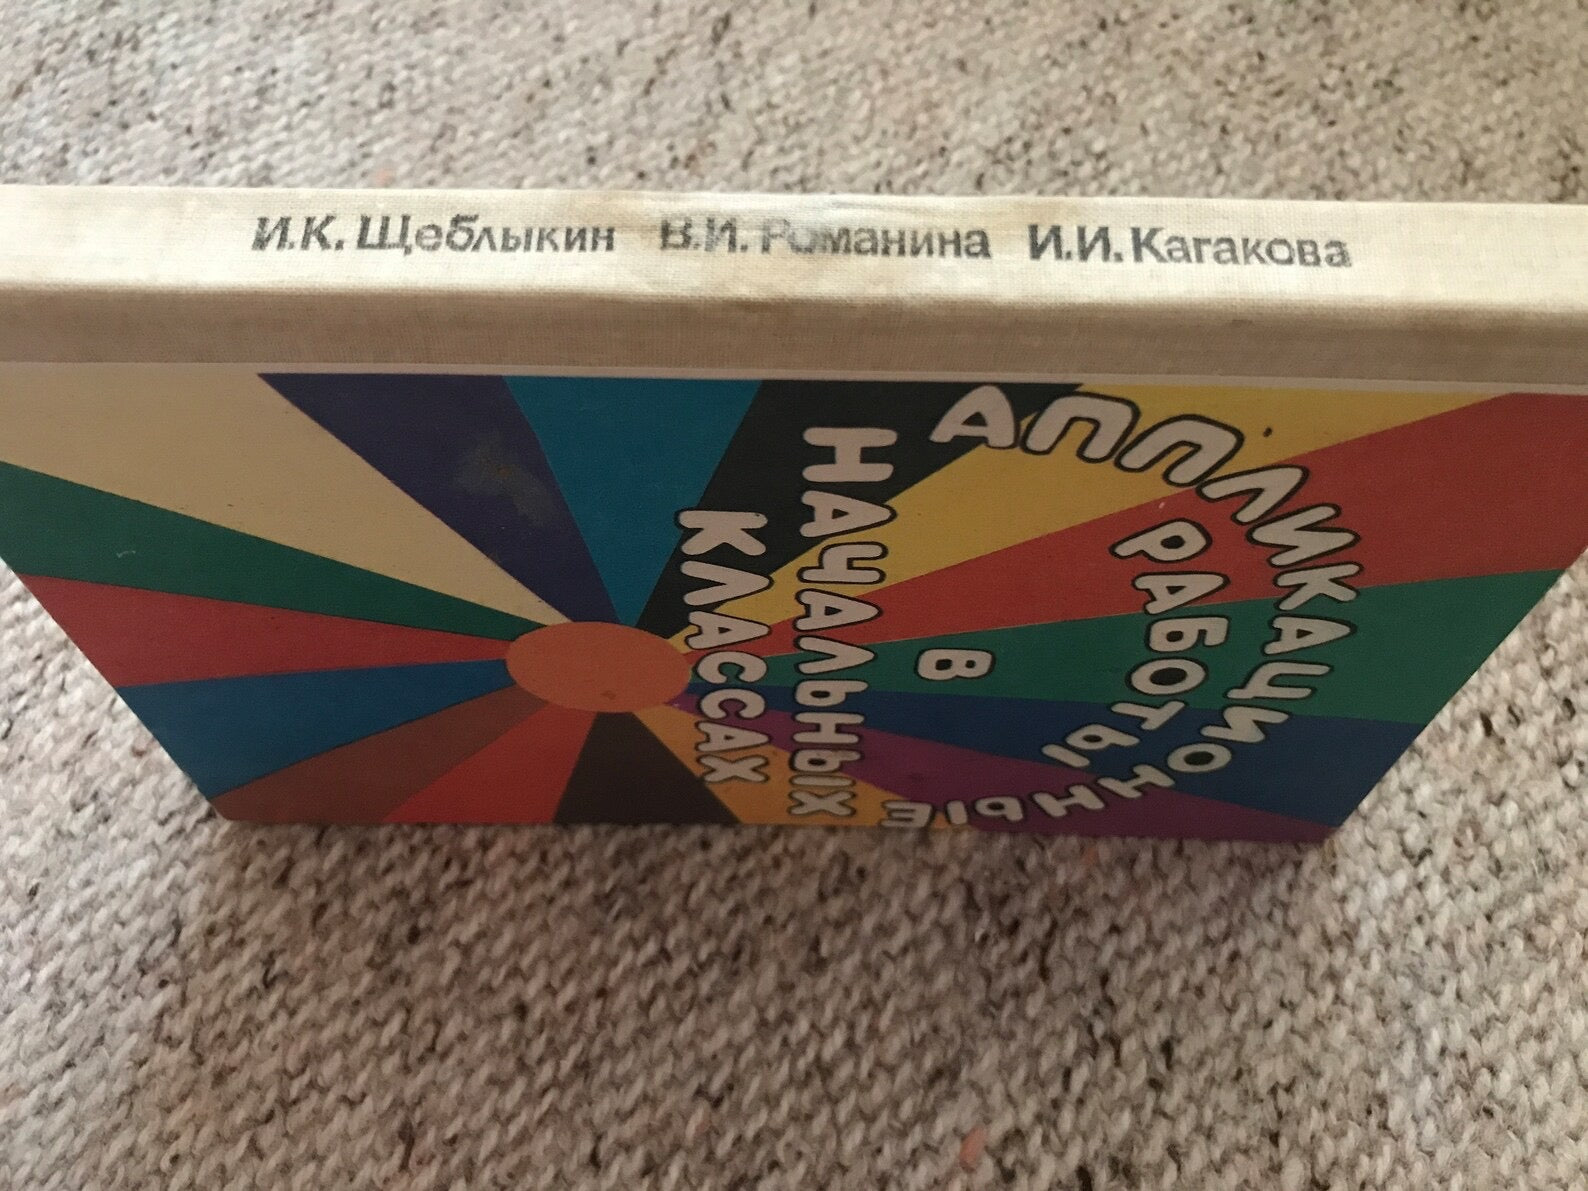 И.К. Щеблыкин В.И. Романина И.И. Кагакова
АППЛИКАЦИОННЫЕ
РАБОТЫ
В
НАЧАЛЬНЫХ
КЛАССАХ